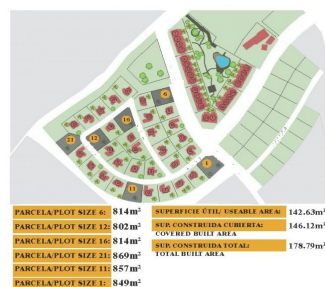 6
16
12
21
1
11
PARCELA/PLOT SIZE 6: 814m²
PARCELA/PLOT SIZE 12: 802m²
PARCELA/PLOT SIZE 16: 814m²
PARCELA/PLOT SIZE 21: 869m²
PARCELA/PLOT SIZE 11: 857m²
PARCELA/PLOT SIZE 1: 849m²
SUPERFICIE ÚTIL/ USEABLE AREA: 142.63m²
SUP. CONSTRUIDA CUBIERTA: 146.12m²
COVERED BUILT AREA
SUP. CONSTRUIDA TOTAL: 178.79m²
TOTAL BUILT AREA